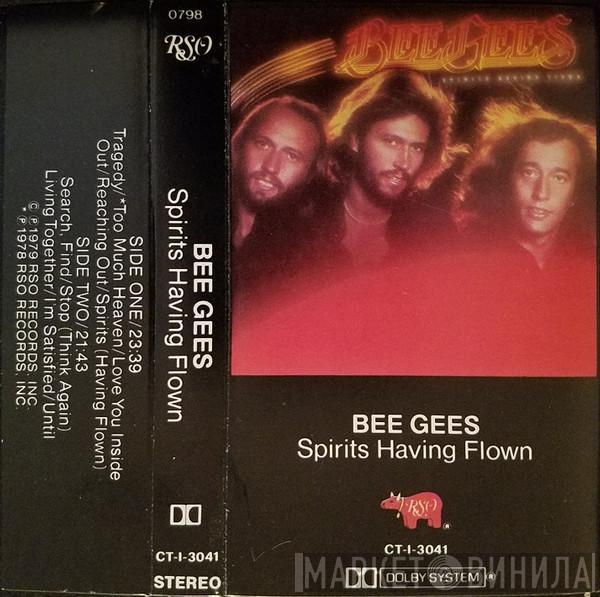 SIDE ONE/23:39
Tragedy/*Too Much Heaven/Love You Inside
Out/Reaching Out/Spirits (Having Flown)
SIDE TWO/21:43
Search, Find/Stop (Think Again)
Living Together/I'm Satisfied/Until
© ℗ 1979 RSO RECORDS, INC.
* ℗ 1978 RSO RECORDS, INC.
0798
RSO
BEE GEES
Spirits Having Flown
CT-I-3041
STEREO
BEE GEES
SPIRITS HAVING FLOWN
BEE GEES
Spirits Having Flown
RSO
®
CT-I-3041
DOLBY SYSTEM ®
МАРКЕТ ВИНИЛА